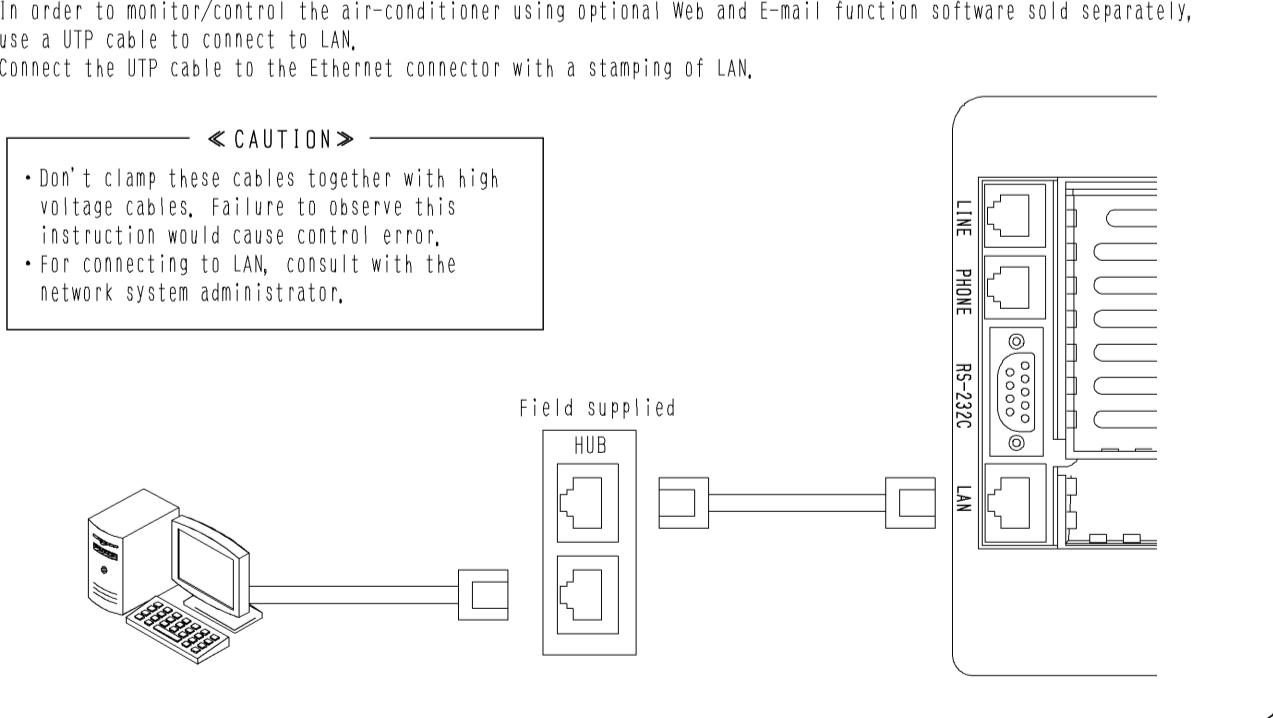 In order to monitor/control the air-conditioner using optional Web and E-mail function software sold separately,
use a UTP cable to connect to LAN.
Connect the UTP cable to the Ethernet connector with a stamping of LAN.
≪CAUTION≫
・Don't clamp these cables together with high
voltage cables. Failure to observe this
instruction would cause control error.
・For connecting to LAN, consult with the
network system administrator.
LINE
PHONE
RS-232C
LAN
Field supplied
HUB